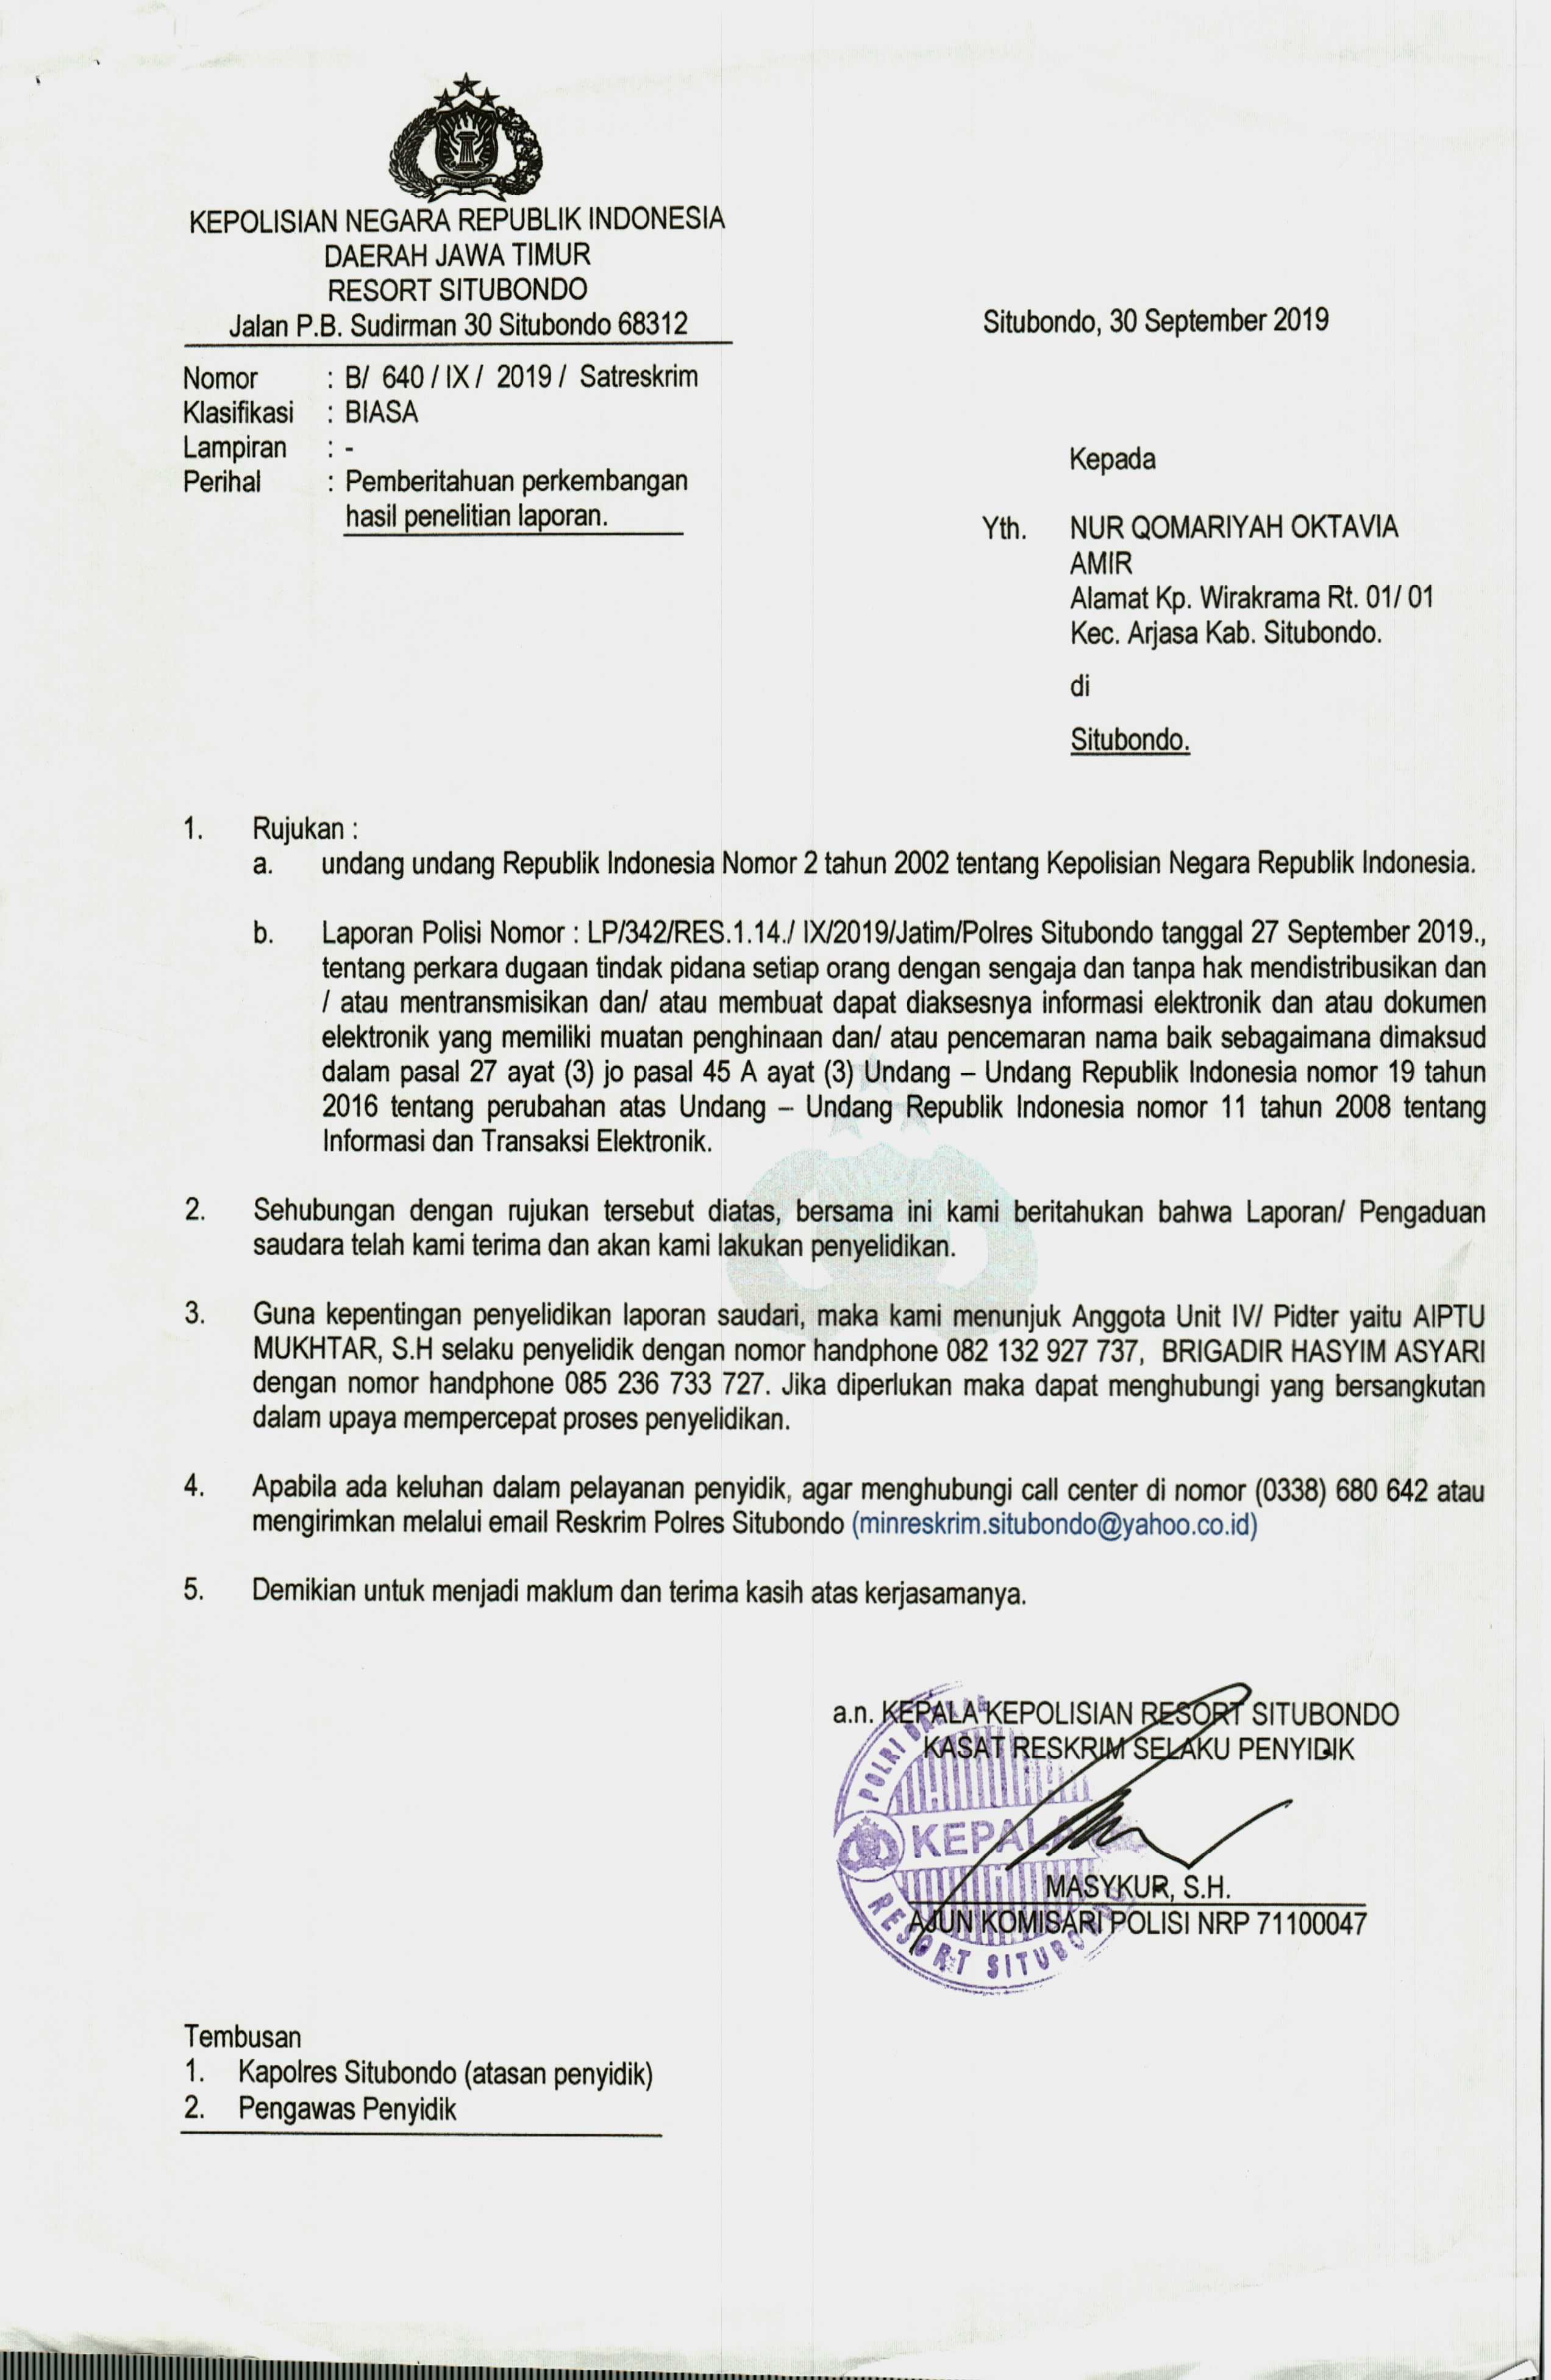 KEPOLISIAN NEGARA REPUBLIK INDONESIA
DAERAH JAWA TIMUR
RESORT SITUBONDO
Jalan P.B. Sudirman 30 Situbondo 68312
Situbondo, 30 September 2019
Nomor : B/ 640 / IX / 2019 / Satreskrim
Klasifikasi : BIASA
Lampiran : -
Perihal : Pemberitahuan perkembangan
hasil penelitian laporan.
Kepada
Yth. NUR QOMARIYAH OKTAVIA
AMIR
Alamat Kp. Wirakrama Rt. 01/ 01
Kec. Arjasa Kab. Situbondo.
di
Situbondo.
1. Rujukan :
a. undang undang Republik Indonesia Nomor 2 tahun 2002 tentang Kepolisian Negara Republik Indonesia.
b. Laporan Polisi Nomor : LP/342/RES.1.14./ IX/2019/Jatim/Polres Situbondo tanggal 27 September 2019.,
tentang perkara dugaan tindak pidana setiap orang dengan sengaja dan tanpa hak mendistribusikan dan
/ atau mentransmisikan dan/ atau membuat dapat diaksesnya informasi elektronik dan atau dokumen
elektronik yang memiliki muatan penghinaan dan/ atau pencemaran nama baik sebagaimana dimaksud
dalam pasal 27 ayat (3) jo pasal 45 A ayat (3) Undang – Undang Republik Indonesia nomor 19 tahun
2016 tentang perubahan atas Undang – Undang Republik Indonesia nomor 11 tahun 2008 tentang
Informasi dan Transaksi Elektronik.
2. Sehubungan dengan rujukan tersebut diatas, bersama ini kami beritahukan bahwa Laporan/ Pengaduan
saudara telah kami terima dan akan kami lakukan penyelidikan.
3. Guna kepentingan penyelidikan laporan saudari, maka kami menunjuk Anggota Unit IV/ Pidter yaitu AIPTU
MUKHTAR, S.H selaku penyelidik dengan nomor handphone 082 132 927 737, BRIGADIR HASYIM ASYARI
dengan nomor handphone 085 236 733 727. Jika diperlukan maka dapat menghubungi yang bersangkutan
dalam upaya mempercepat proses penyelidikan.
4. Apabila ada keluhan dalam pelayanan penyidik, agar menghubungi call center di nomor (0338) 680 642 atau
mengirimkan melalui email Reskrim Polres Situbondo (minreskrim.situbondo@yahoo.co.id)
5. Demikian untuk menjadi maklum dan terima kasih atas kerjasamanya.
a.n. KEPALA KEPOLISIAN RESORT SITUBONDO
KASAT RESKRIM SELAKU PENYIDIK
POLRI DAERAH
KEPALA
RESORT SITUBONDO
MASYKUR, S.H.
AJUN KOMISARI POLISI NRP 71100047
Tembusan
1. Kapolres Situbondo (atasan penyidik)
2. Pengawas Penyidik